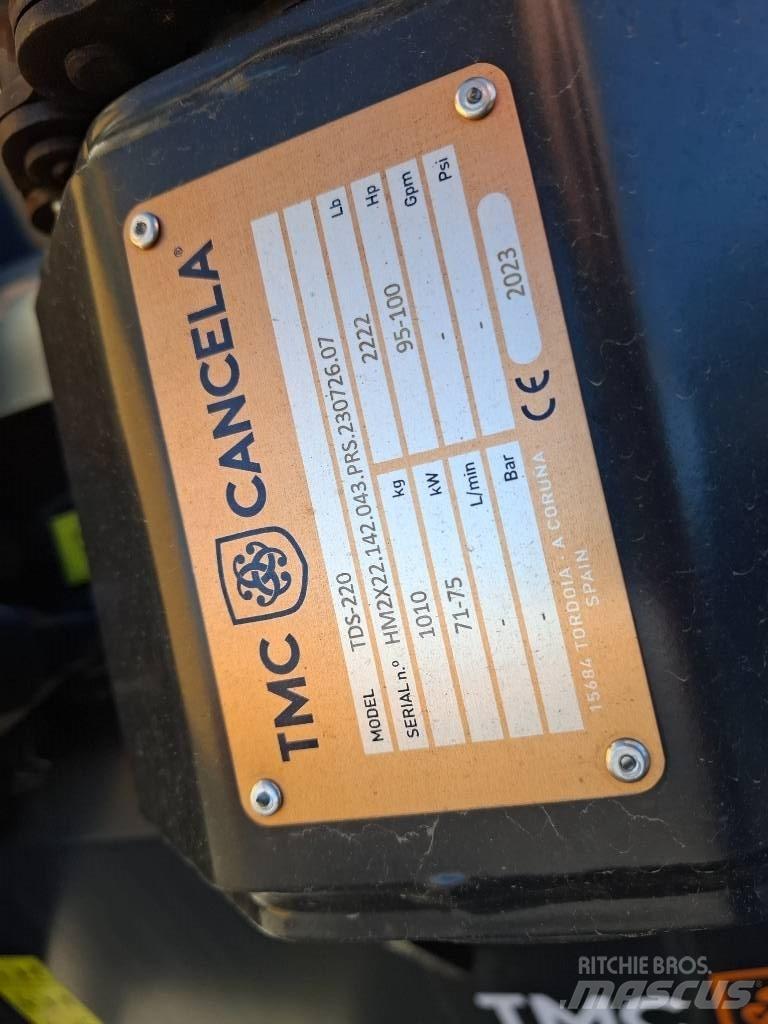 TMC CANCELA®
MODEL TDS-220
SERIAL n.º HM2X22.142.043.PRS.230726.07
1010 kg 2222 Lb
71-75 kW 95-100 Hp
- L/min - Gpm
- Bar - Psi
CE 2023
15684 TORDOIA · A CORUÑA
SPAIN
TMC
RITCHIE BROS.
MASCUS